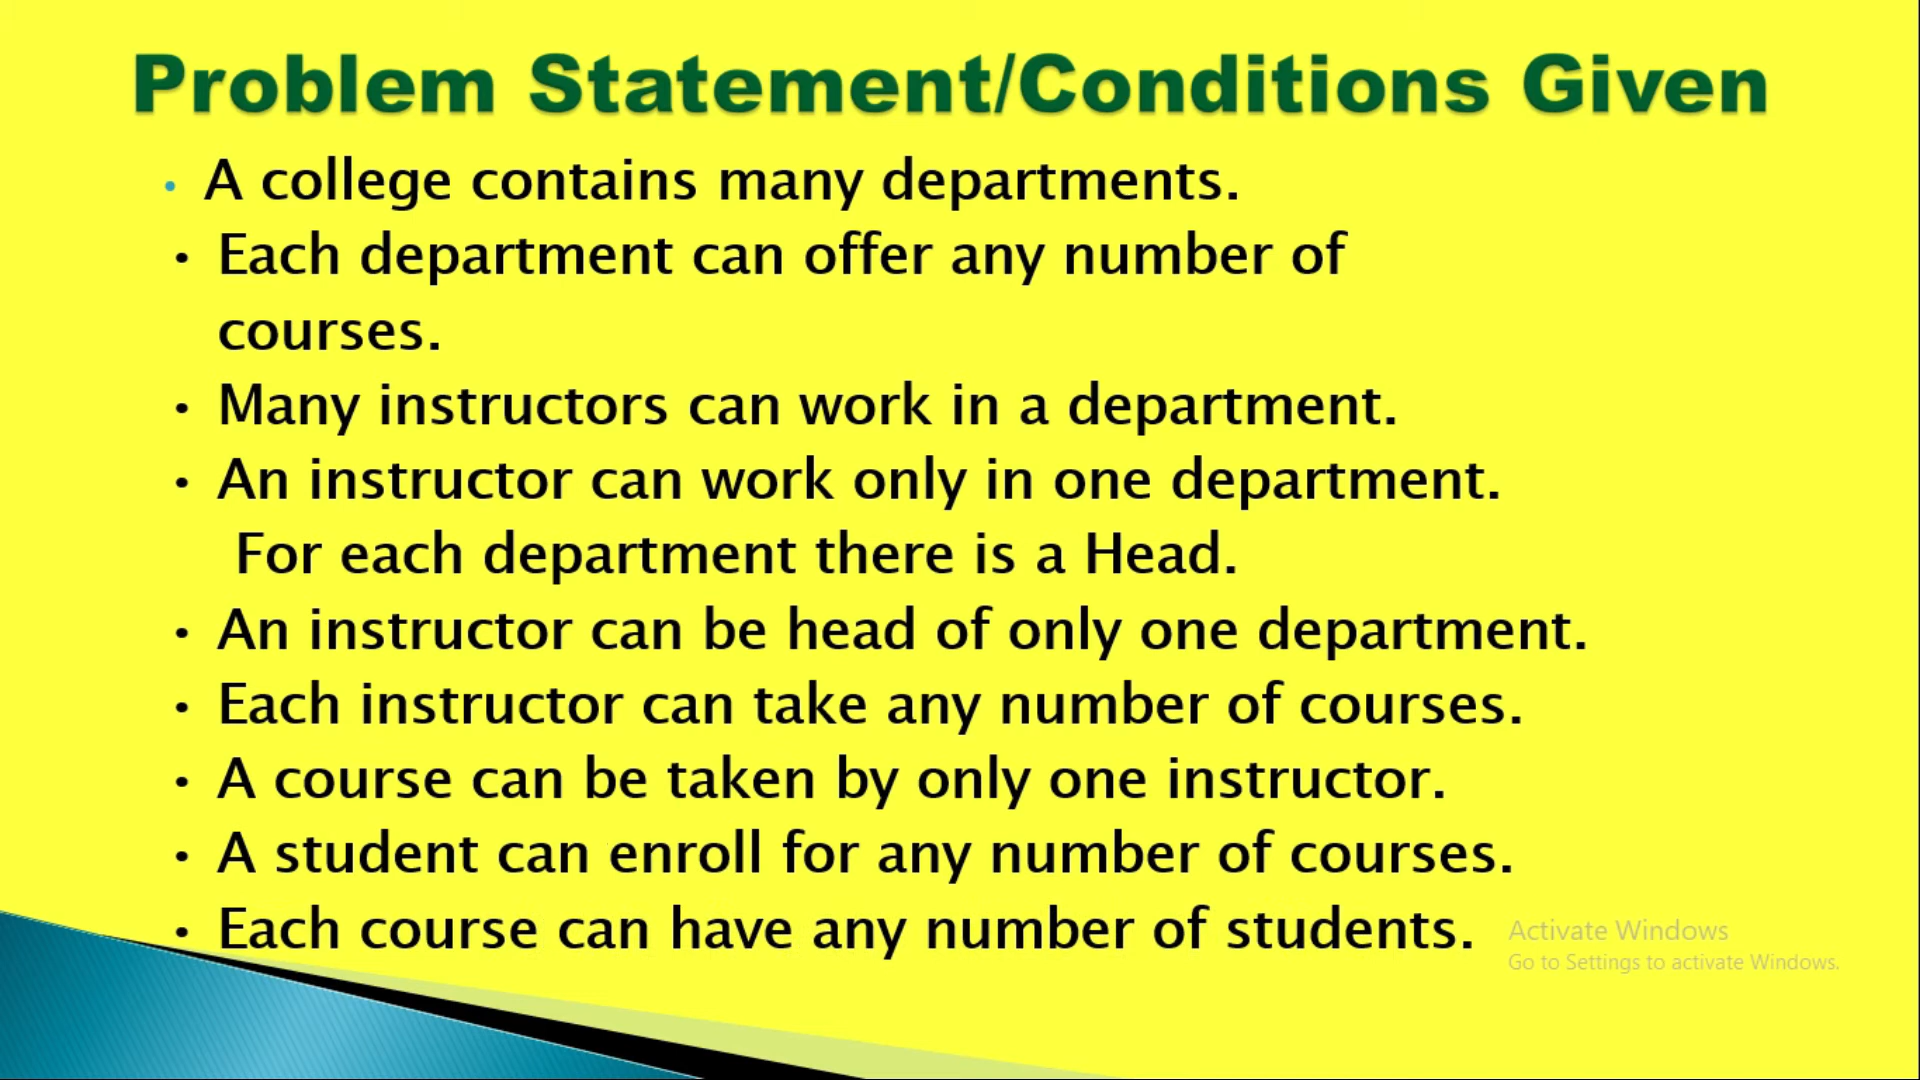 Problem Statement/Conditions Given
• A college contains many departments.
• Each department can offer any number of
courses.
• Many instructors can work in a department.
• An instructor can work only in one department.
For each department there is a Head.
• An instructor can be head of only one department.
• Each instructor can take any number of courses.
• A course can be taken by only one instructor.
• A student can enroll for any number of courses.
• Each course can have any number of students.
Activate Windows
Go to Settings to activate Windows.